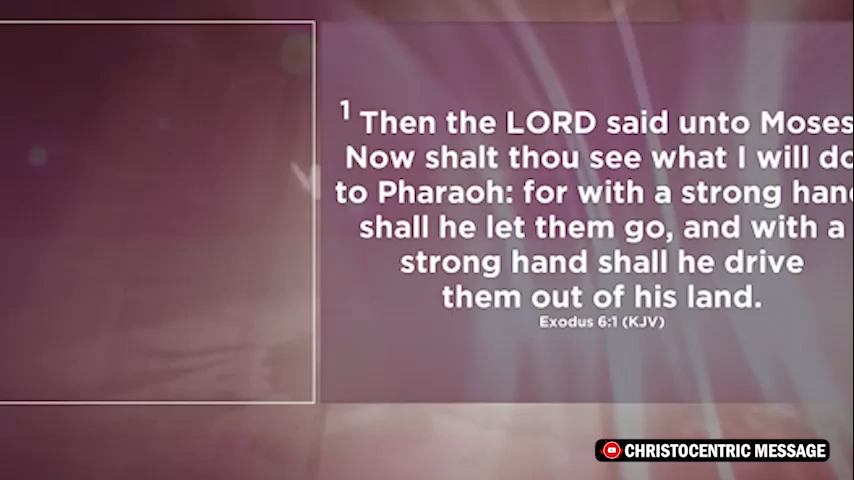 1 Then the LORD said unto Moses
Now shalt thou see what I will do
to Pharaoh: for with a strong hand
shall he let them go, and with a
strong hand shall he drive
them out of his land.
Exodus 6:1 (KJV)
CHRISTOCENTRIC MESSAGE